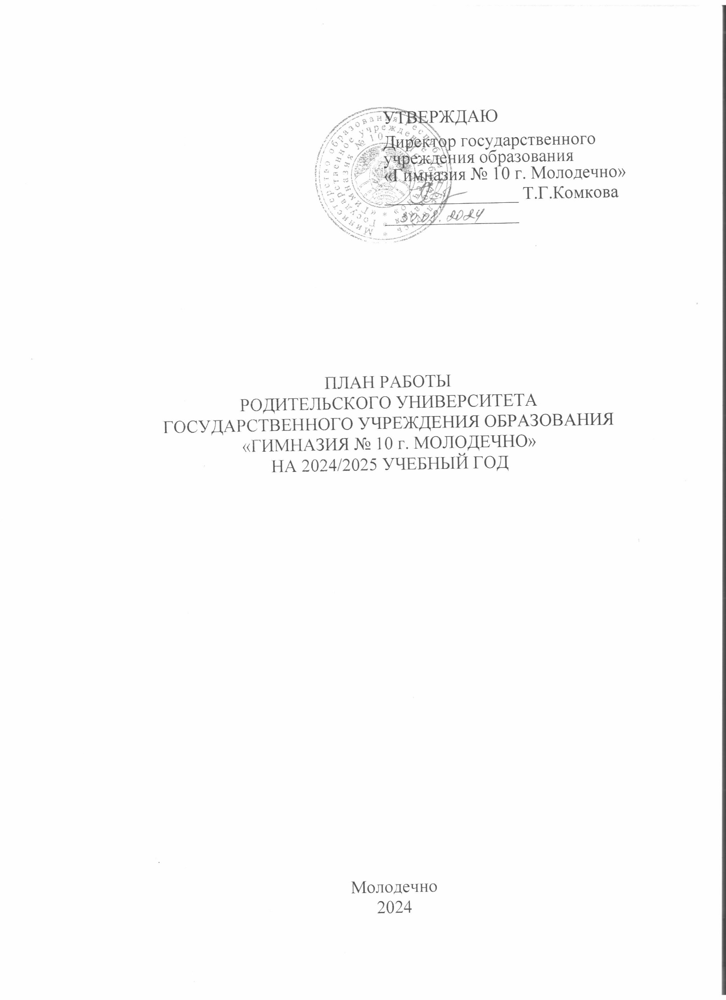 УТВЕРЖДАЮ
Директор государственного
учреждения образования
«Гимназия № 10 г. Молодечно»
Т.Г.Комкова
30.08.2024
Министерство образования Республики Беларусь
Государственное учреждение образования
«Гимназия № 10 г. Молодечно»
ПЛАН РАБОТЫ
РОДИТЕЛЬСКОГО УНИВЕРСИТЕТА
ГОСУДАРСТВЕННОГО УЧРЕЖДЕНИЯ ОБРАЗОВАНИЯ
«ГИМНАЗИЯ № 10 г. МОЛОДЕЧНО»
НА 2024/2025 УЧЕБНЫЙ ГОД
Молодечно
2024